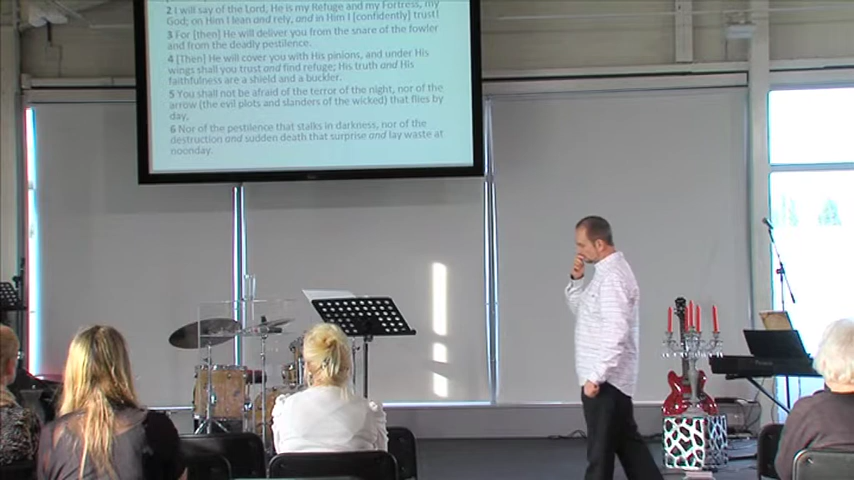 2 I will say of the Lord, He is my Refuge and my Fortress, my
God; on Him I lean and rely, and in Him I [confidently] trust!
3 For [then] He will deliver you from the snare of the fowler
and from the deadly pestilence.
4 [Then] He will cover you with His pinions, and under His
wings shall you trust and find refuge; His truth and His
faithfulness are a shield and a buckler.
5 You shall not be afraid of the terror of the night, nor of the
arrow (the evil plots and slanders of the wicked) that flies by
day,
6 Nor of the pestilence that stalks in darkness, nor of the
destruction and sudden death that surprise and lay waste at
noonday.